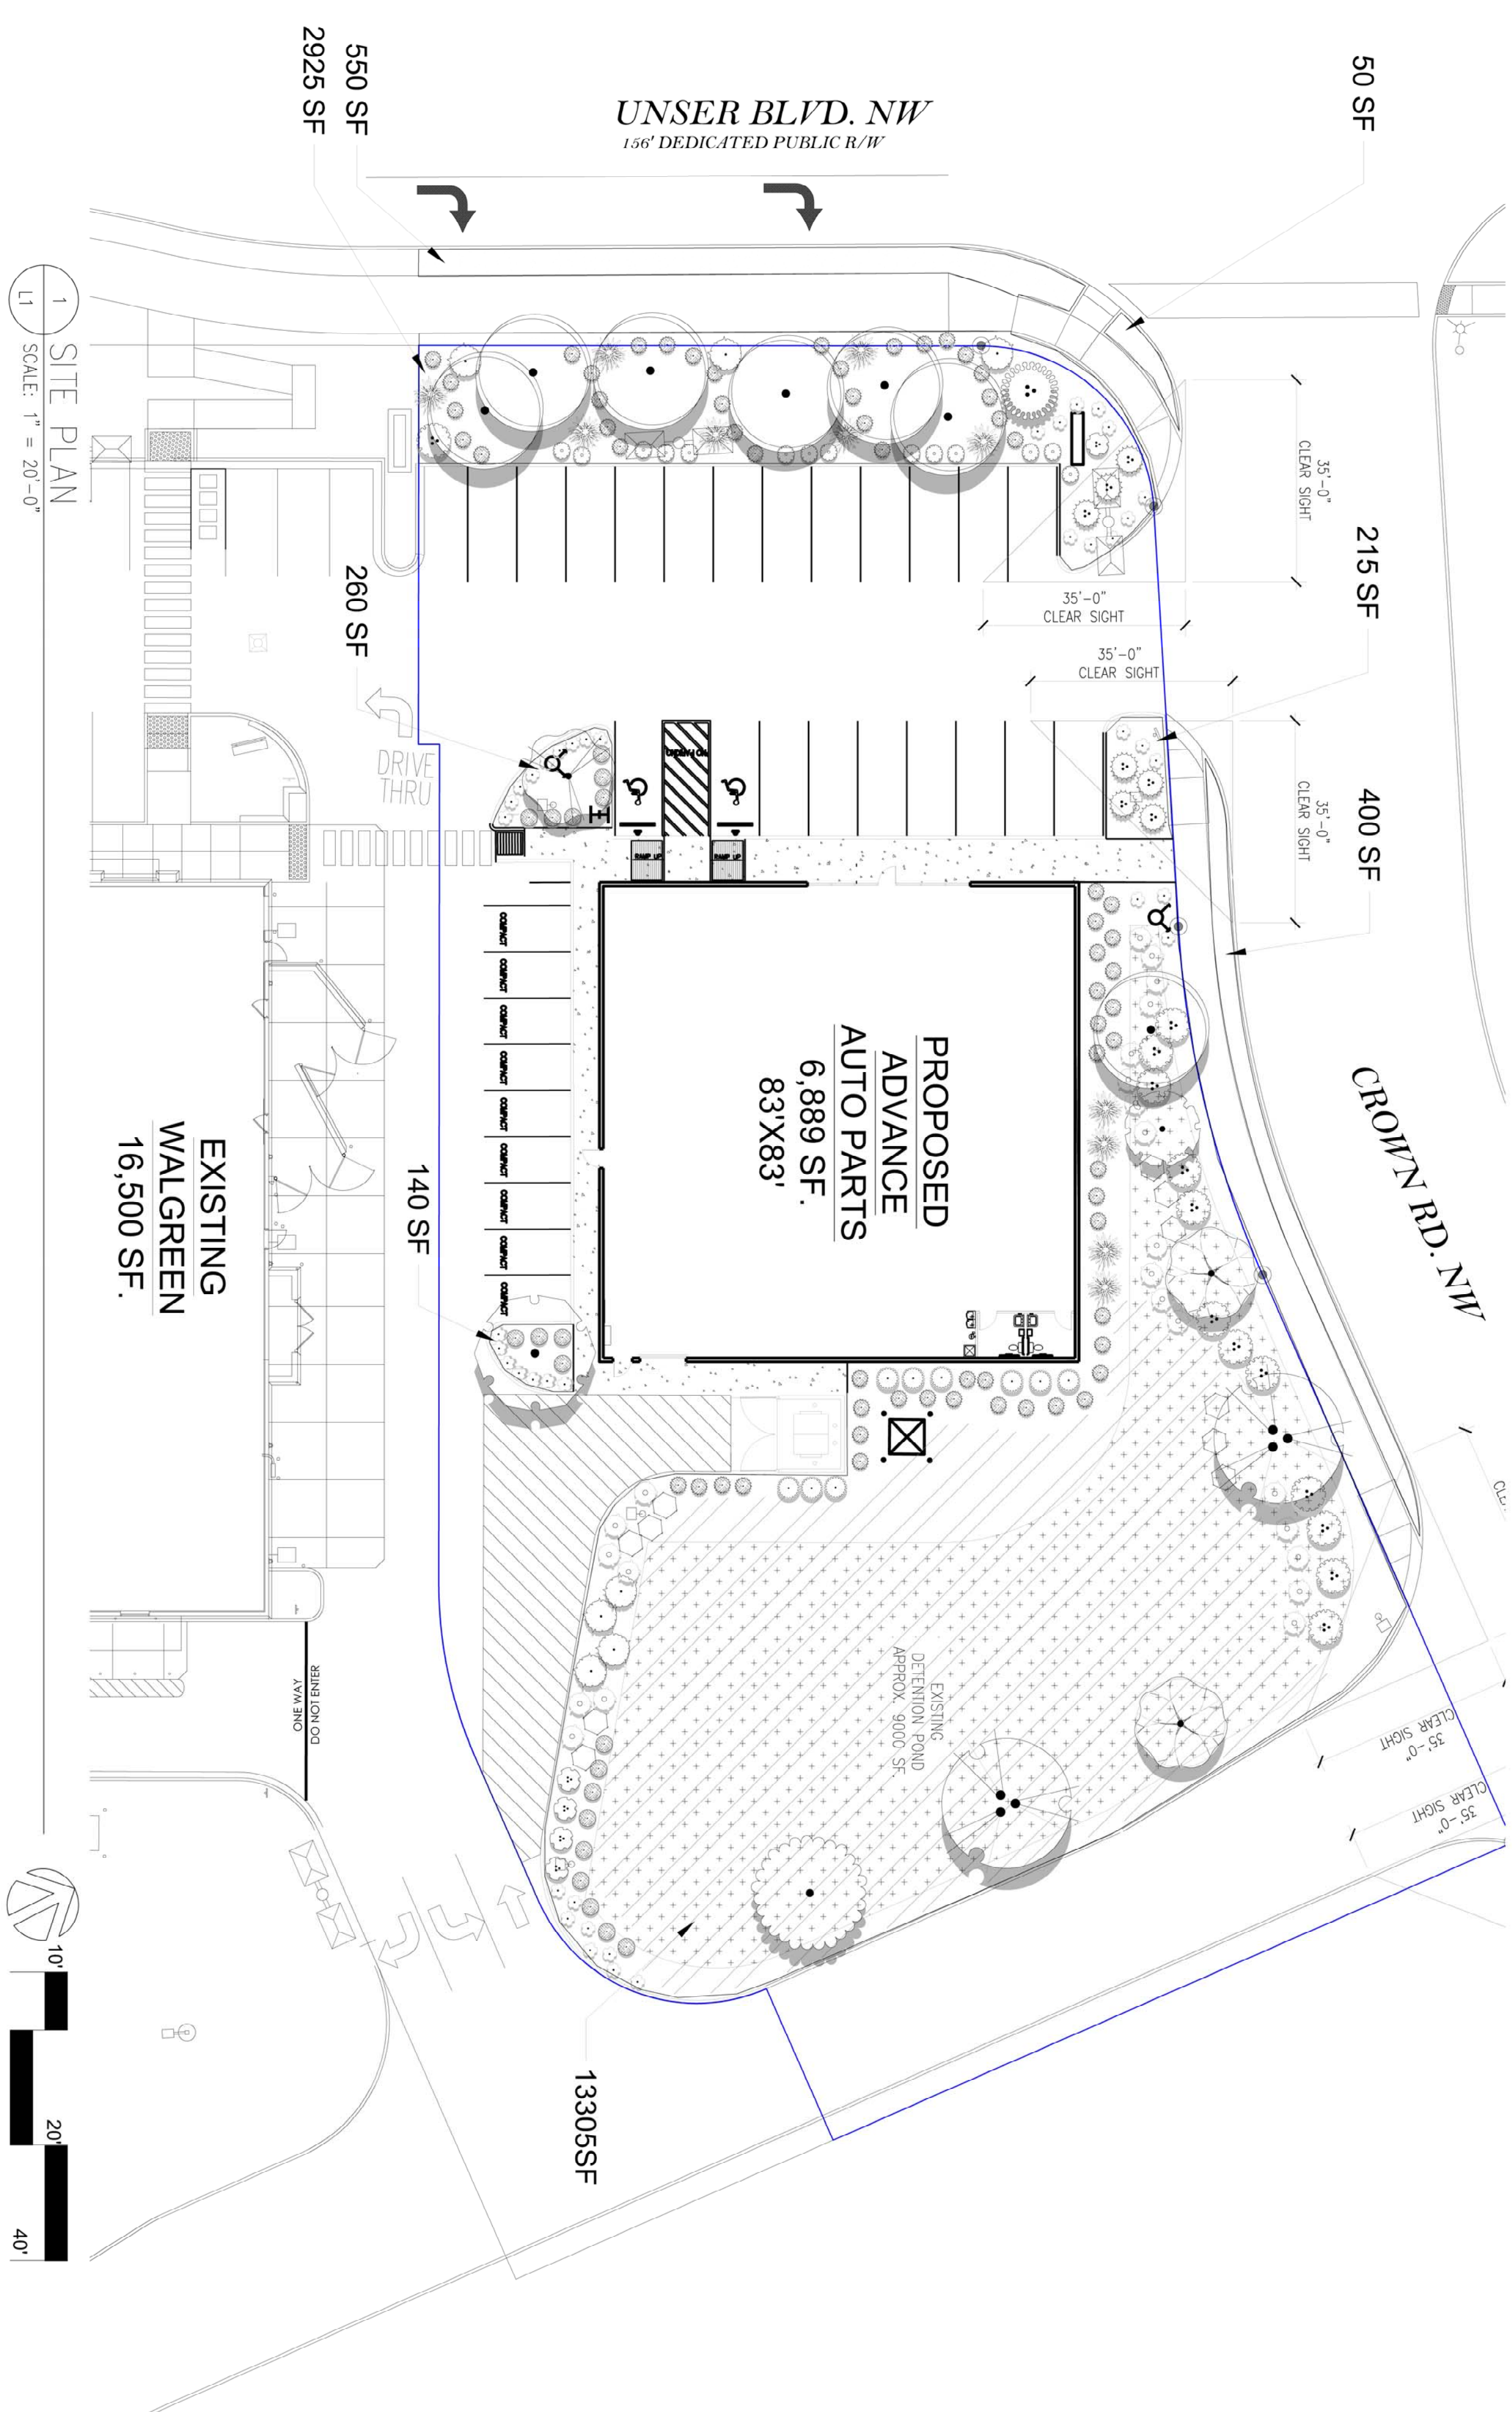 UNSER BLVD. NW
156' DEDICATED PUBLIC R/W
50 SF
550 SF
2925 SF
35'-0"
CLEAR SIGHT
215 SF
35'-0"
CLEAR SIGHT
35'-0"
CLEAR SIGHT
35'-0"
CLEAR SIGHT
400 SF
260 SF
DRIVE
THRU
RAMP UP
RAMP UP
COMPACT
COMPACT
COMPACT
COMPACT
COMPACT
COMPACT
COMPACT
COMPACT
COMPACT
PROPOSED
ADVANCE
AUTO PARTS
6,889 SF.
83'X83'
CROWN RD. NW
140 SF
EXISTING
WALGREEN
16,500 SF.
EXISTING
DETENTION POND
APPROX. 9000 SF.
35'-0"
CLEAR SIGHT
35'-0"
CLEAR SIGHT
DO NOT ENTER
ONE WAY
13305SF
1
L1
SITE PLAN
SCALE: 1" = 20'-0"
10'
20'
40'